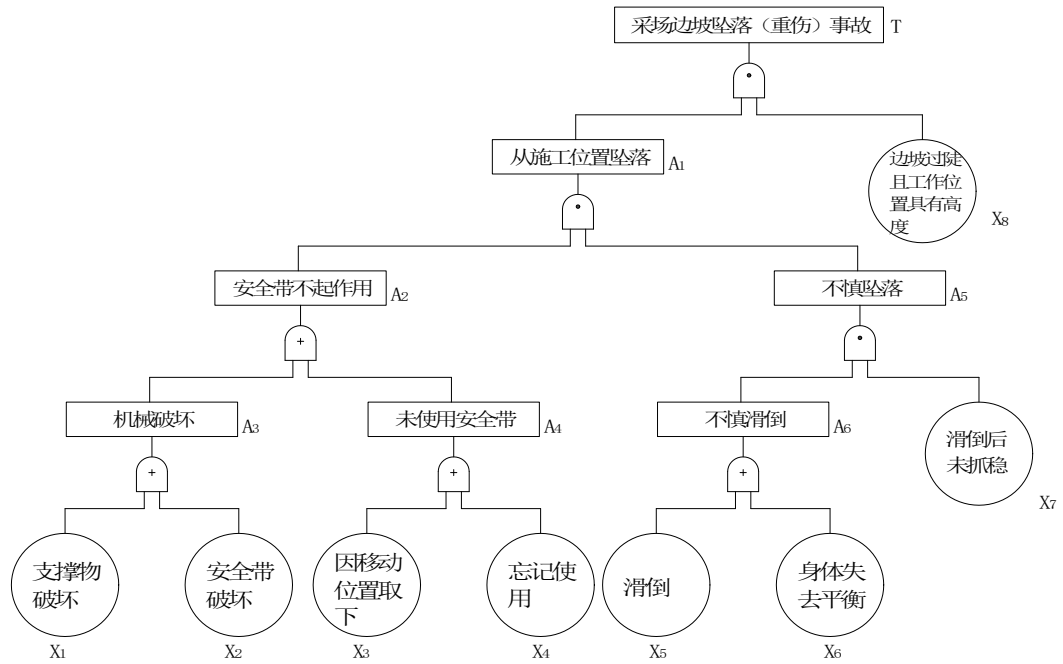 采场边坡坠落（重伤）事故 T
从施工位置坠落 A1
边坡过陡
且工作位
置具有高
度
X8
安全带不起作用 A2
不慎坠落 A5
+
机械破坏 A3
未使用安全带 A4
不慎滑倒 A6
滑倒后
未抓稳
X7
+
+
+
支撑物
破坏
安全带
破坏
因移动
位置取
下
忘记使
用
滑倒
身体失
去平衡
X1 X2 X3 X4 X5 X6